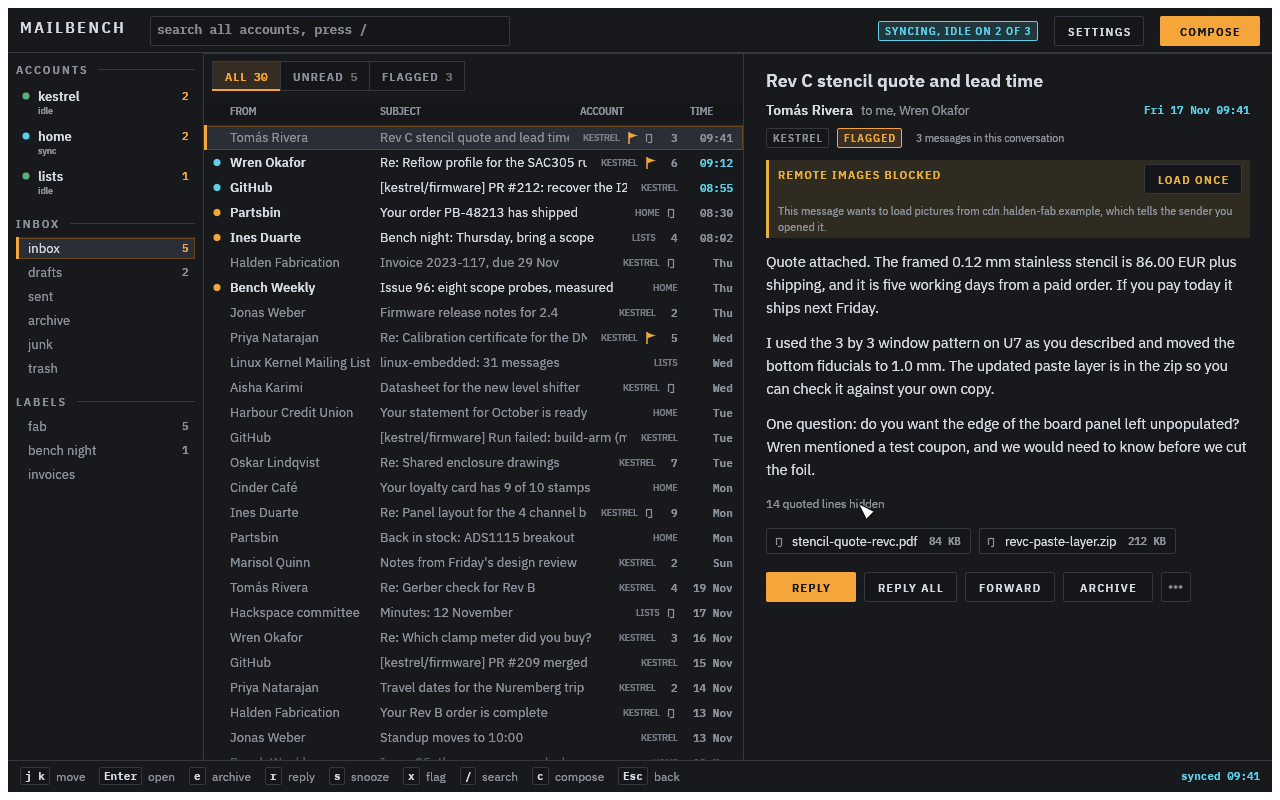 MAILBENCH
search all accounts, press /
SYNCING, IDLE ON 2 OF 3
SETTINGS
COMPOSE
ACCOUNTS
kestrel 2
idle
home 2
sync
lists 1
idle
INBOX
inbox 5
drafts 2
sent
archive
junk
trash
LABELS
fab 5
bench night 1
invoices
ALL 30 UNREAD 5 FLAGGED 3
FROM SUBJECT ACCOUNT TIME
Tomás Rivera Rev C stencil quote and lead time KESTREL 3 09:41
Wren Okafor Re: Reflow profile for the SAC305 KESTREL 6 09:12
GitHub [kestrel/firmware] PR #212: recover the KESTREL 08:55
Partsbin Your order PB-48213 has shipped HOME 08:30
Ines Duarte Bench night: Thursday, bring a scope LISTS 4 08:02
Halden Fabrication Invoice 2023-117, due 29 Nov KESTREL Thu
Bench Weekly Issue 96: eight scope probes, measured HOME Thu
Jonas Weber Firmware release notes for 2.4 KESTREL 2 Thu
Priya Natarajan Re: Calibration certificate for the KESTREL 5 Wed
Linux Kernel Mailing List linux-embedded: 31 messages LISTS Wed
Aisha Karimi Datasheet for the new level shifter KESTREL Wed
Harbour Credit Union Your statement for October is ready HOME Tue
GitHub [kestrel/firmware] Run failed: build-arm KESTREL Tue
Oskar Lindqvist Re: Shared enclosure drawings KESTREL 7 Tue
Cinder Café Your loyalty card has 9 of 10 stamps HOME Mon
Ines Duarte Re: Panel layout for the 4 channel b KESTREL 9 Mon
Partsbin Back in stock: ADS1115 breakout HOME Mon
Marisol Quinn Notes from Friday's design review KESTREL 2 Sun
Tomás Rivera Re: Gerber check for Rev B KESTREL 4 19 Nov
Hackspace committee Minutes: 12 November LISTS 17 Nov
Wren Okafor Re: Which clamp meter did you buy? KESTREL 3 16 Nov
GitHub [kestrel/firmware] PR #209 merged KESTREL 15 Nov
Priya Natarajan Travel dates for the Nuremberg trip KESTREL 2 14 Nov
Halden Fabrication Your Rev B order is complete KESTREL 13 Nov
Jonas Weber Standup moves to 10:00 KESTREL 13 Nov
Rev C stencil quote and lead time
Tomás Rivera to me, Wren Okafor Fri 17 Nov 09:41
KESTREL FLAGGED 3 messages in this conversation
REMOTE IMAGES BLOCKED
LOAD ONCE
This message wants to load pictures from cdn.halden-fab.example, which tells the sender you
opened it.
Quote attached. The framed 0.12 mm stainless stencil is 86.00 EUR plus
shipping, and it is five working days from a paid order. If you pay today it
ships next Friday.
I used the 3 by 3 window pattern on U7 as you described and moved the
bottom fiducials to 1.0 mm. The updated paste layer is in the zip so you
can check it against your own copy.
One question: do you want the edge of the board panel left unpopulated?
Wren mentioned a test coupon, and we would need to know before we cut
the foil.
14 quoted lines hidden
stencil-quote-revc.pdf 84 KB revc-paste-layer.zip 212 KB
REPLY REPLY ALL FORWARD ARCHIVE •••
j k move Enter open e archive r reply s snooze x flag / search c compose Esc back
synced 09:41